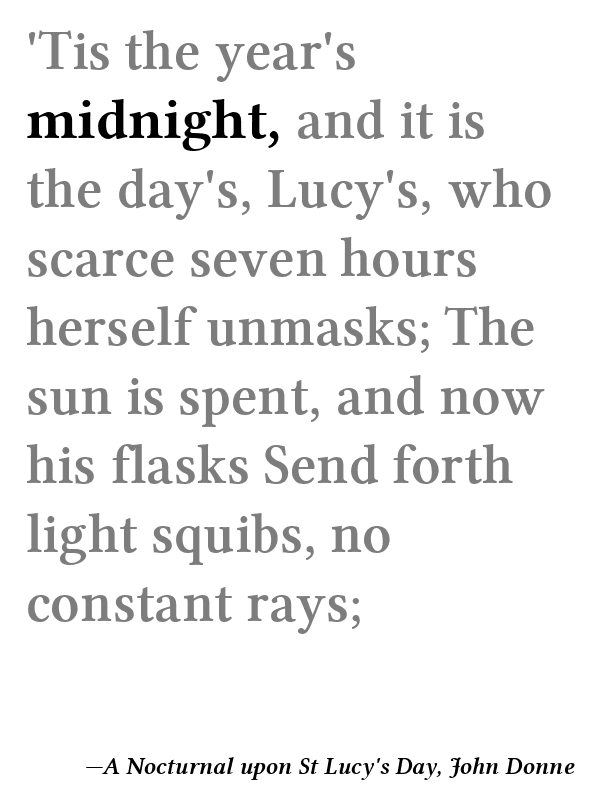 'Tis the year's
midnight, and it is
the day's, Lucy's, who
scarce seven hours
herself unmasks; The
sun is spent, and now
his flasks Send forth
light squibs, no
constant rays;
—A Nocturnal upon St Lucy's Day, John Donne